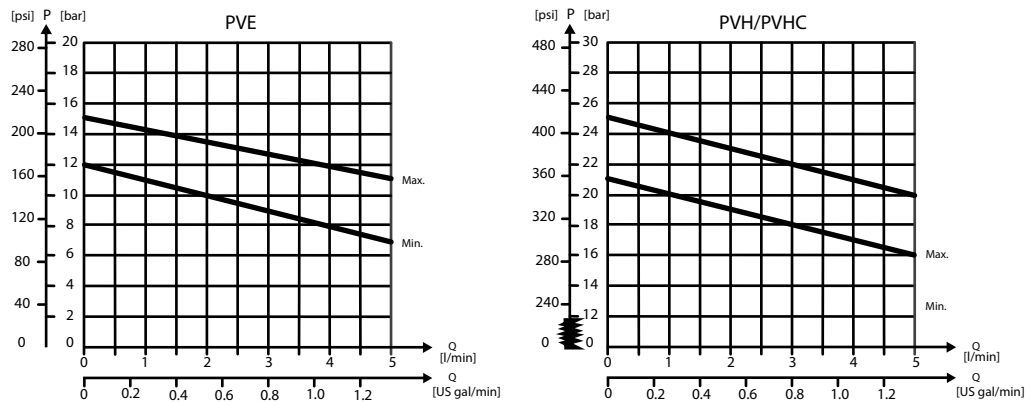 [psi] P [bar]
PVE
280
20
18
240
16
200
14
12
160
10
120
8
80
6
4
40
2
0
0
Max.
Min.
0 1 2 3 4 5
Q
[l/min]
0 0.2 0.4 0.6 0.8 1.0 1.2
Q
[US gal/min]
[psi] P [bar]
PVH/PVHC
480
30
28
440
26
400
24
22
360
20
320
18
280
16
14
240
12
0
0
Max.
Min.
0 1 2 3 4 5
Q
[l/min]
0 0.2 0.4 0.6 0.8 1.0 1.2
Q
[US gal/min]